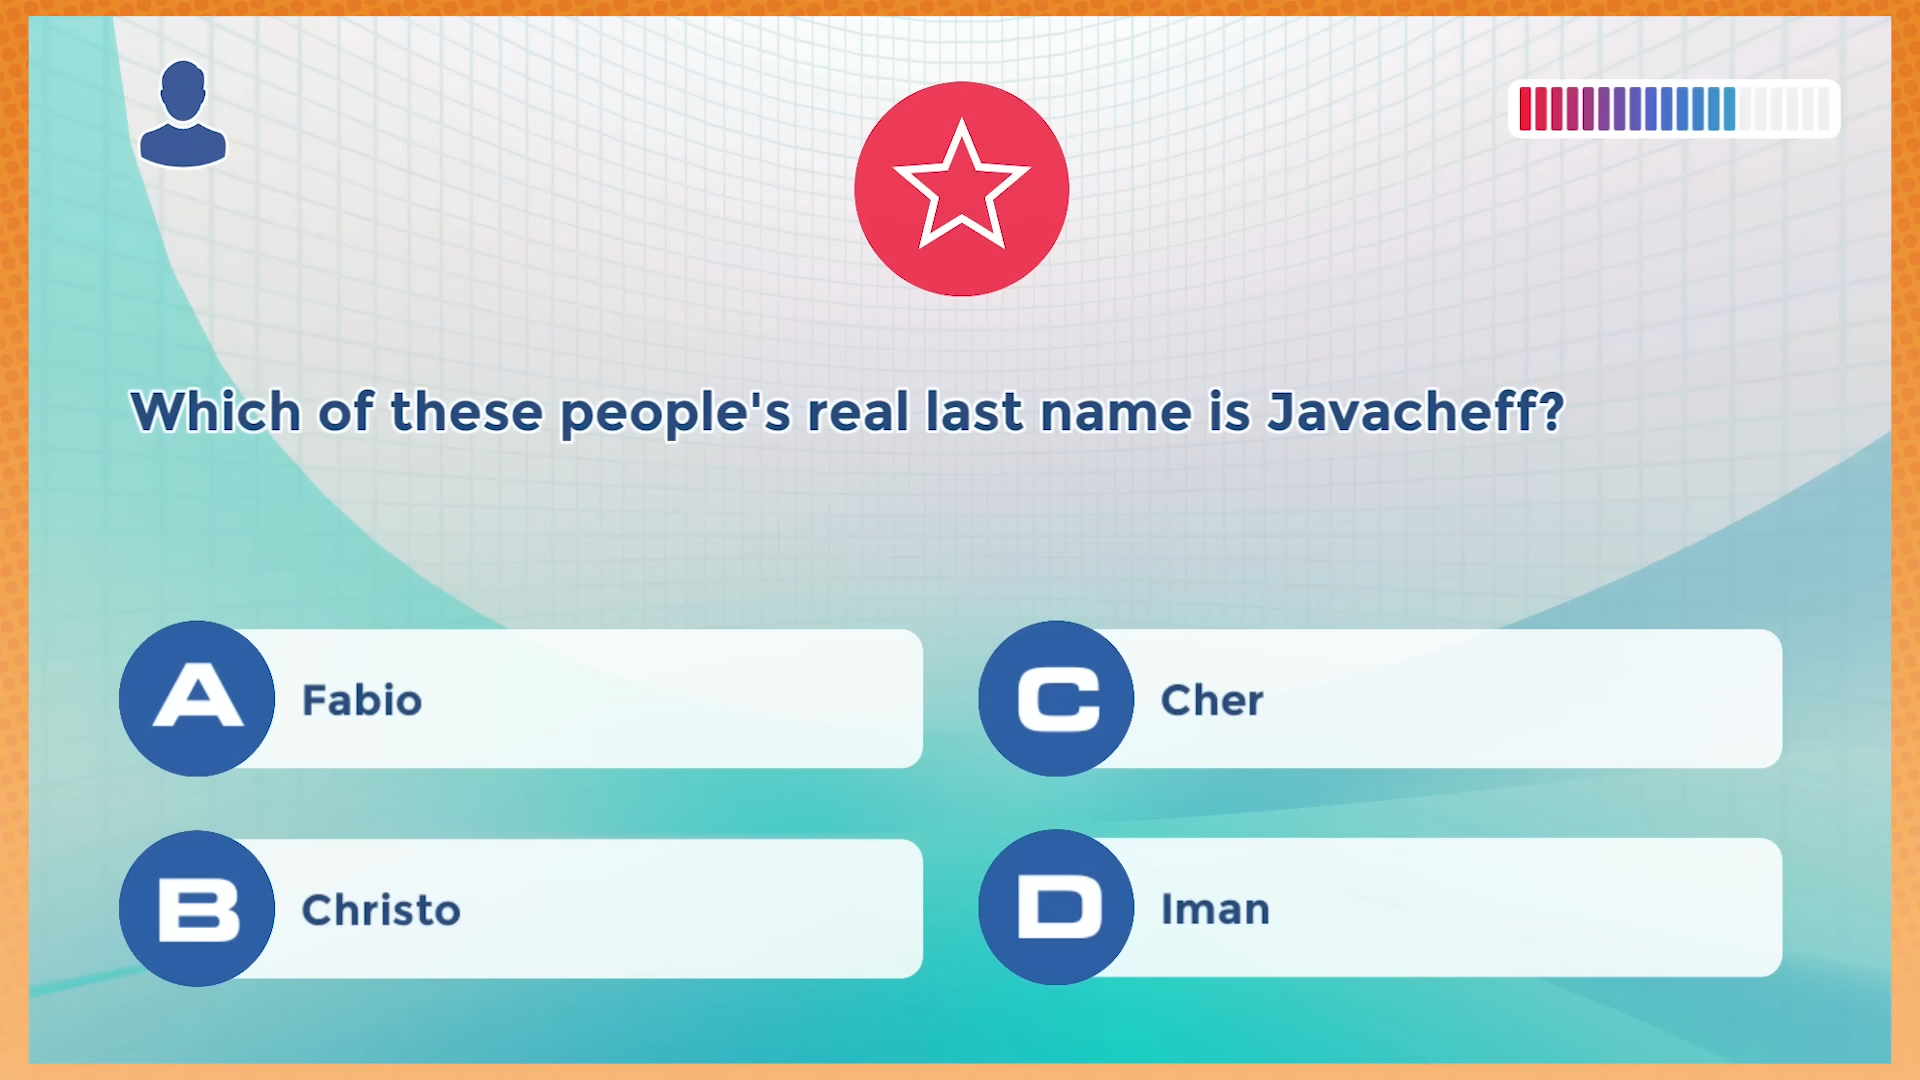 Which of these people's real last name is Javacheff?
A Fabio
B Christo
C Cher
D Iman